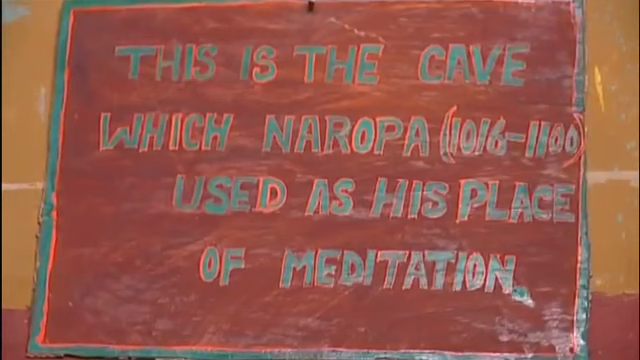 THIS IS THE CAVE
WHICH NAROPA (1016-1100)
USED AS HIS PLACE
OF MEDITATION.